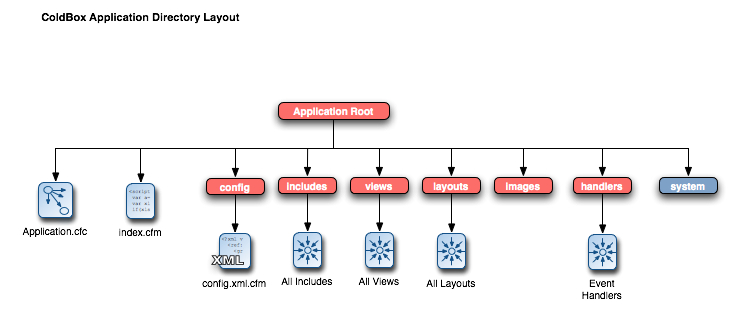 ColdBox Application Directory Layout
Application Root
config
includes
views
layouts
images
handlers
system
Application.cfc
index.cfm
XML
config.xml.cfm
All Includes
All Views
All Layouts
Event
Handlers